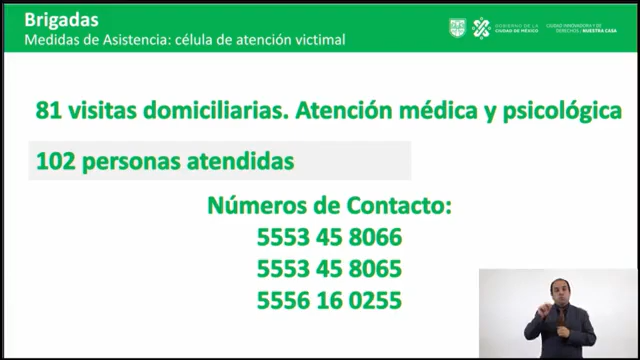 Brigadas
Medidas de Asistencia: célula de atención victimal
GOBIERNO DE LA
CIUDAD DE MÉXICO
CIUDAD INNOVADORA Y DE
DERECHOS / NUESTRA CASA
81 visitas domiciliarias. Atención médica y psicológica
102 personas atendidas
Números de Contacto:
5553 45 8066
5553 45 8065
5556 16 0255